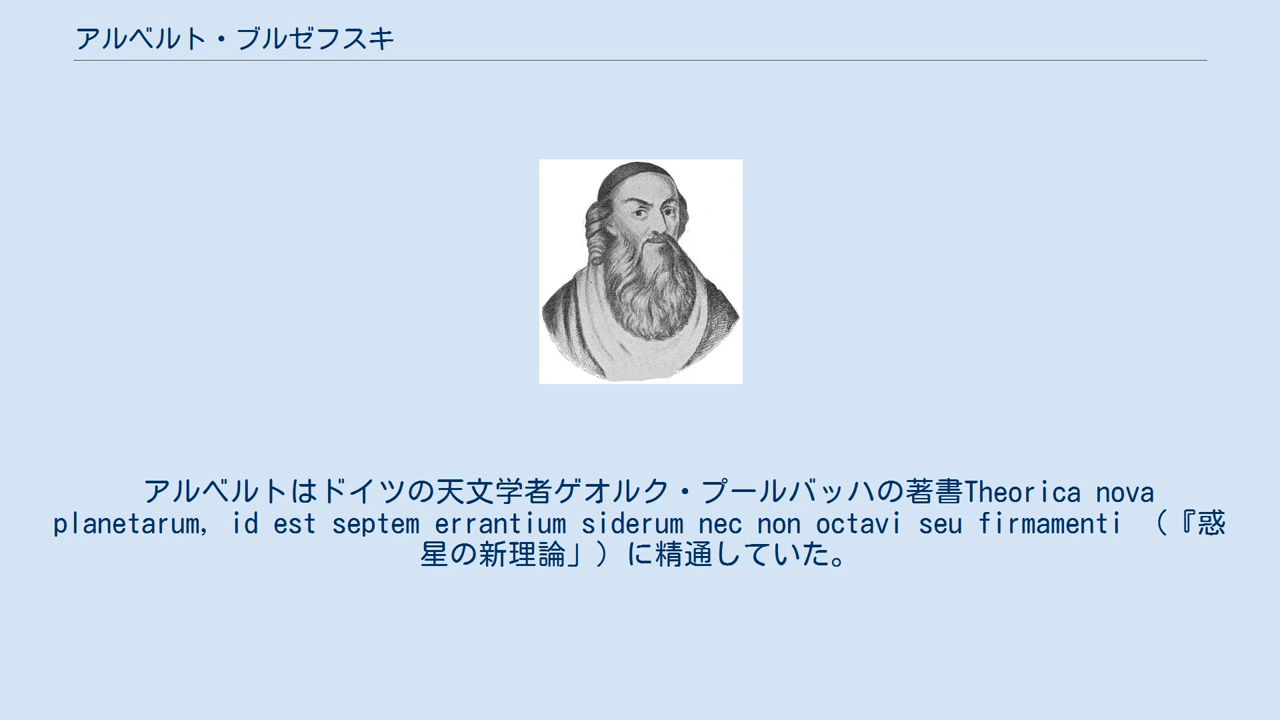 アルベルト・ブルゼフスキ
アルベルトはドイツの天文学者ゲオルク・プールバッハの著書Theorica nova
planetarum, id est septem errantium siderum nec non octavi seu firmamenti （『惑
星の新理論」）に精通していた。